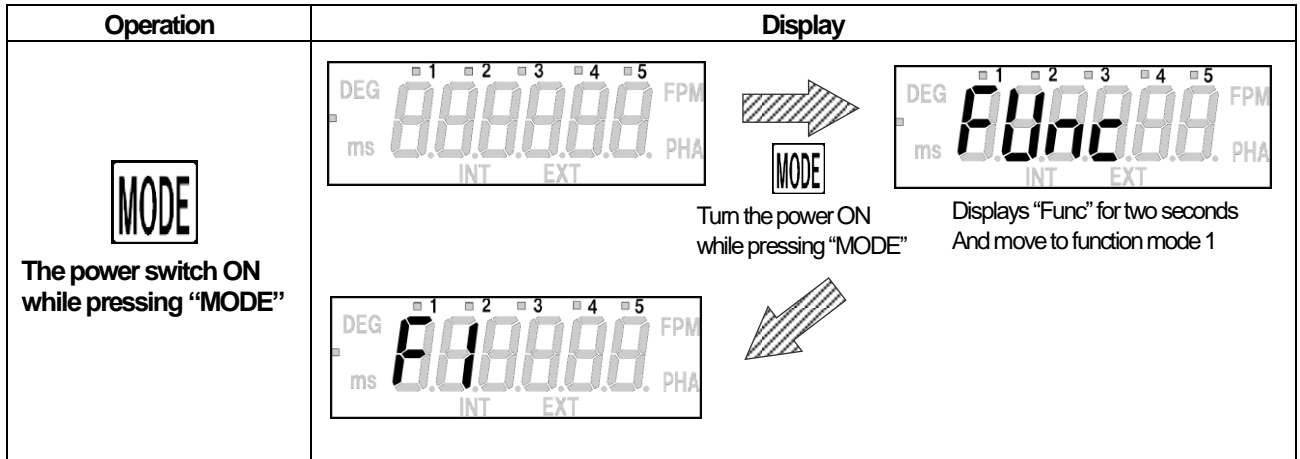 Operation
Display
MODE
The power switch ON
while pressing “MODE”
1 2 3 4 5
DEG FPM
ms PHA
INT EXT
MODE
Turn the power ON
while pressing “MODE”
1 2 3 4 5
DEG FUnc FPM
ms PHA
INT EXT
Displays “Func” for two seconds
And move to function mode 1
1 2 3 4 5
DEG F1 FPM
ms PHA
INT EXT